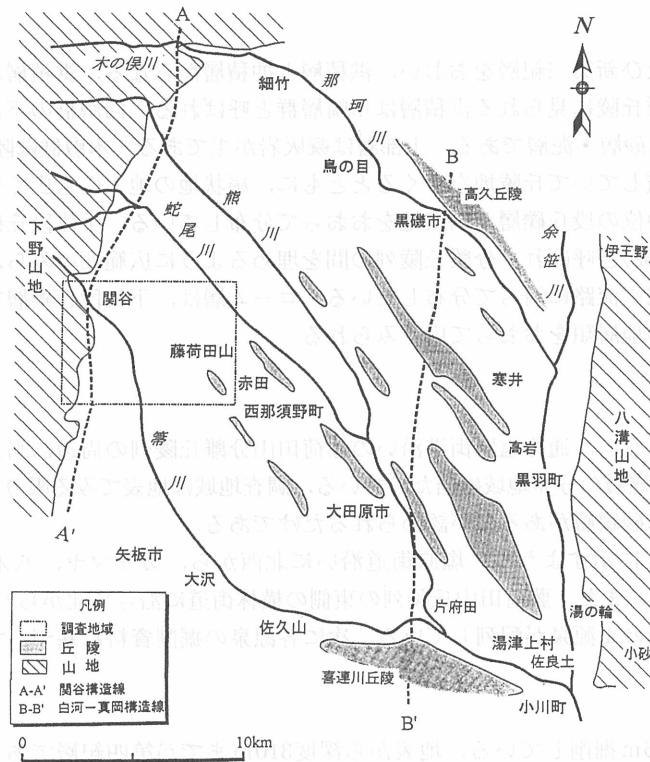 A
N
木の俣川
細竹
那珂川
鳥の目
B
高久丘陵
黒磯市
余笹川
伊王野
熊川
蛇尾川
下野山地
関谷
藤荷田山
赤田
西那須野町
寒井
高岩
黒羽町
八溝山地
箒川
大田原市
A'
矢板市
大沢
佐久山
片府田
湯の輪
湯津上村
佐良土
小砂
喜連川丘陵
小川町
B'
凡例
調査地域
丘陵
山地
A-A' 関谷構造線
B-B' 白河ー真岡構造線
0 10km